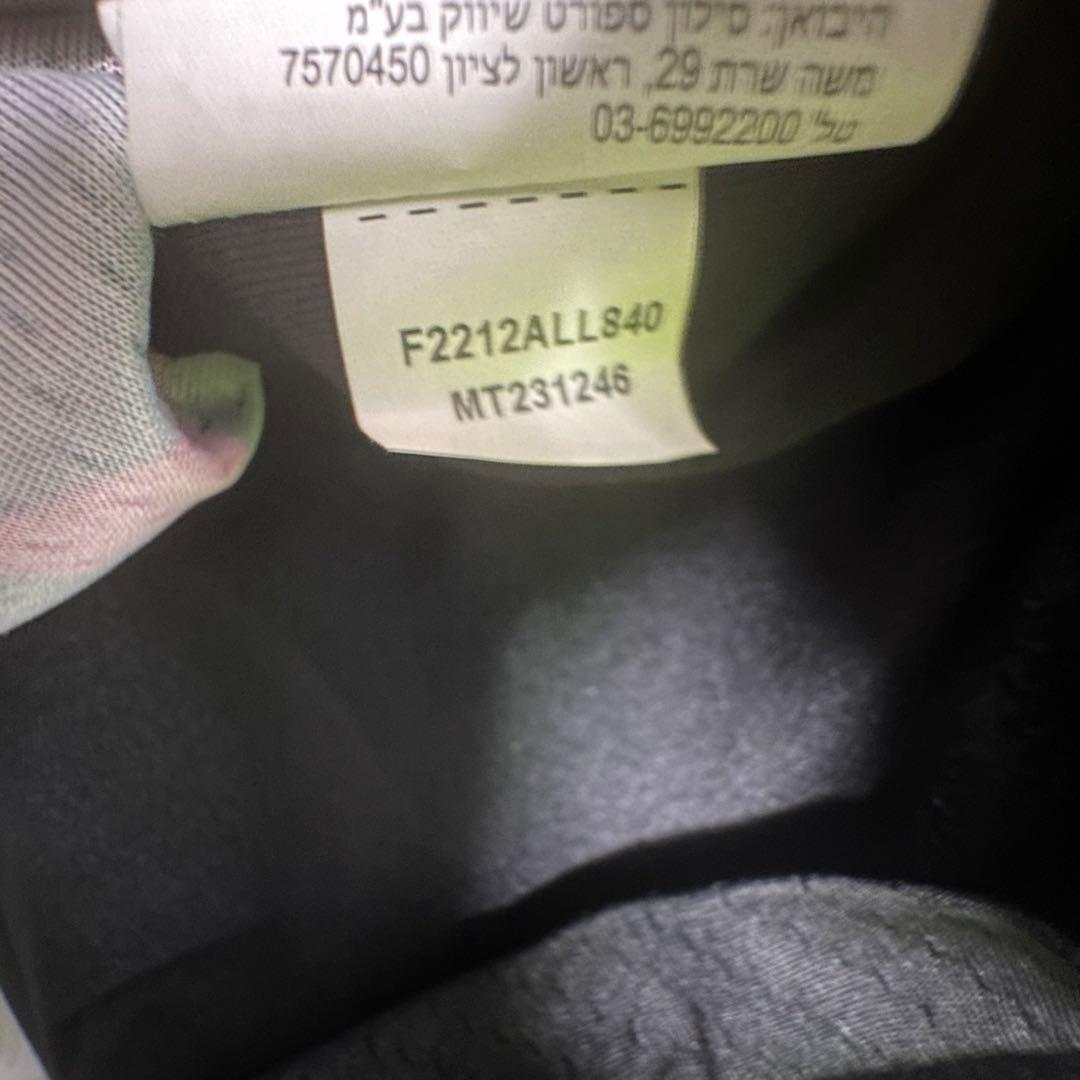 היבואן: סילון ספורט שיווק בע"מ
משה שרת 29, ראשון לציון 7570450
טל' 03-6992200
F2212ALL840
MT231246